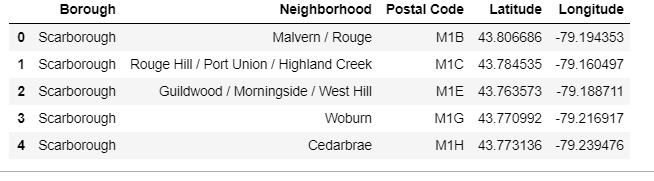 Borough Neighborhood Postal Code Latitude Longitude
0 Scarborough Malvern / Rouge M1B 43.806686 -79.194353
1 Scarborough Rouge Hill / Port Union / Highland Creek M1C 43.784535 -79.160497
2 Scarborough Guildwood / Morningside / West Hill M1E 43.763573 -79.188711
3 Scarborough Woburn M1G 43.770992 -79.216917
4 Scarborough Cedarbrae M1H 43.773136 -79.239476